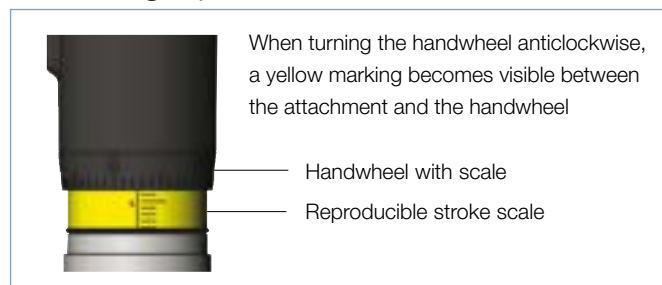 When turning the handwheel anticlockwise,
a yellow marking becomes visible between
the attachment and the handwheel
Handwheel with scale
Reproducible stroke scale